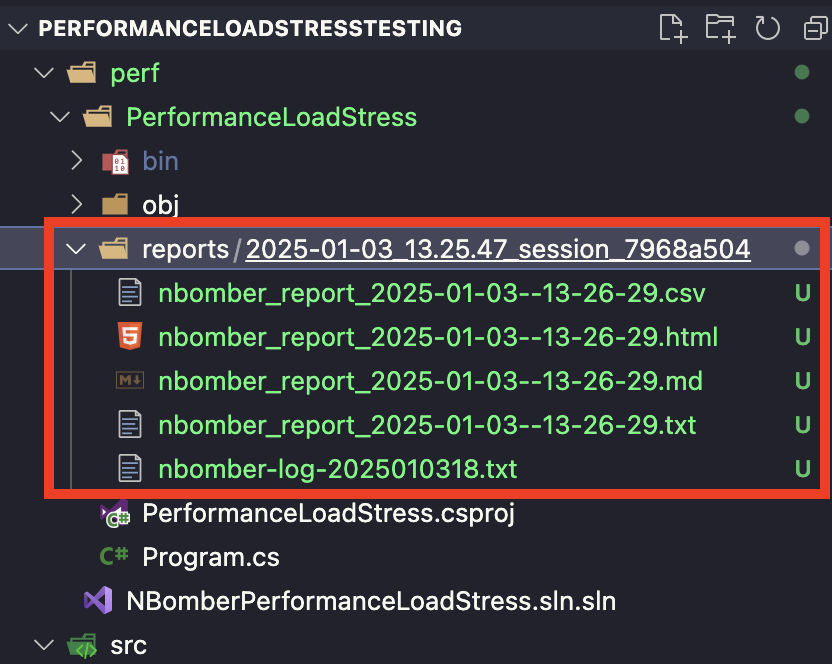 PERFORMANCELOADSTRESSTESTING
perf
PerformanceLoadStress
bin
obj
reports/2025-01-03_13.25.47_session_7968a504
nbomber_report_2025-01-03--13-26-29.csv U
nbomber_report_2025-01-03--13-26-29.html U
nbomber_report_2025-01-03--13-26-29.md U
nbomber_report_2025-01-03--13-26-29.txt U
nbomber-log-2025010318.txt U
PerformanceLoadStress.csproj
C# Program.cs
NBomberPerformanceLoadStress.sln.sln
src